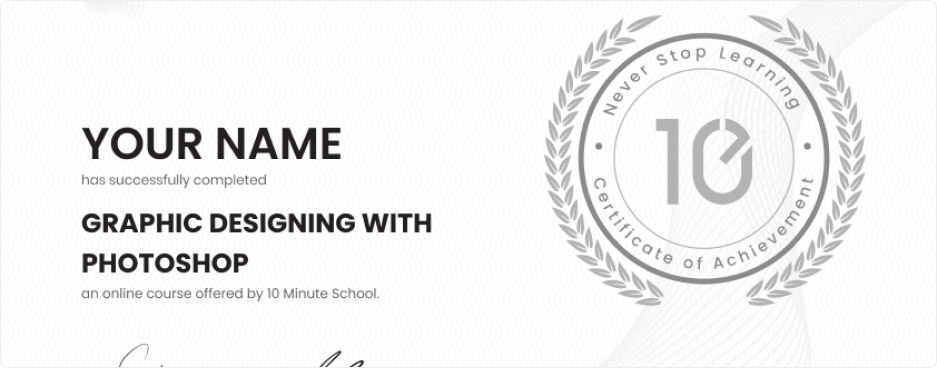 YOUR NAME
has successfully completed
GRAPHIC DESIGNING WITH
PHOTOSHOP
an online course offered by 10 Minute School.
Never Stop Learning
10
Certificate of Achievement